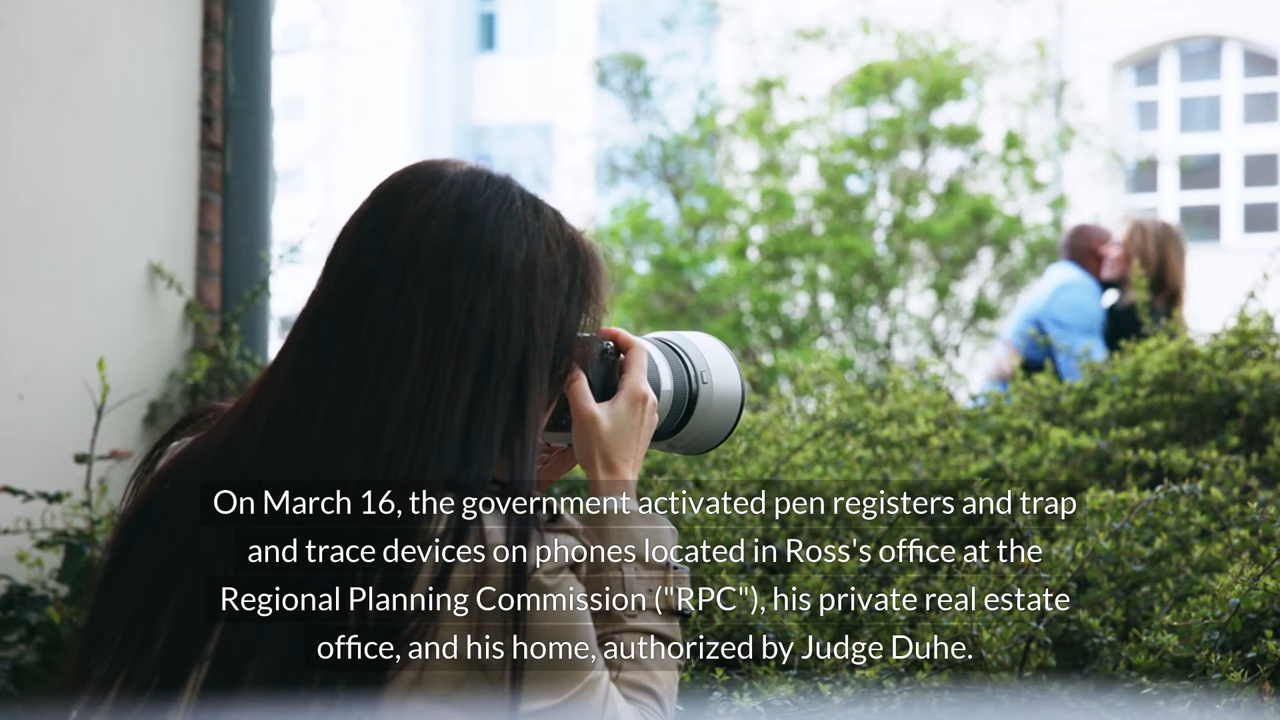 On March 16, the government activated pen registers and trap
and trace devices on phones located in Ross's office at the
Regional Planning Commission ("RPC"), his private real estate
office, and his home, authorized by Judge Duhe.